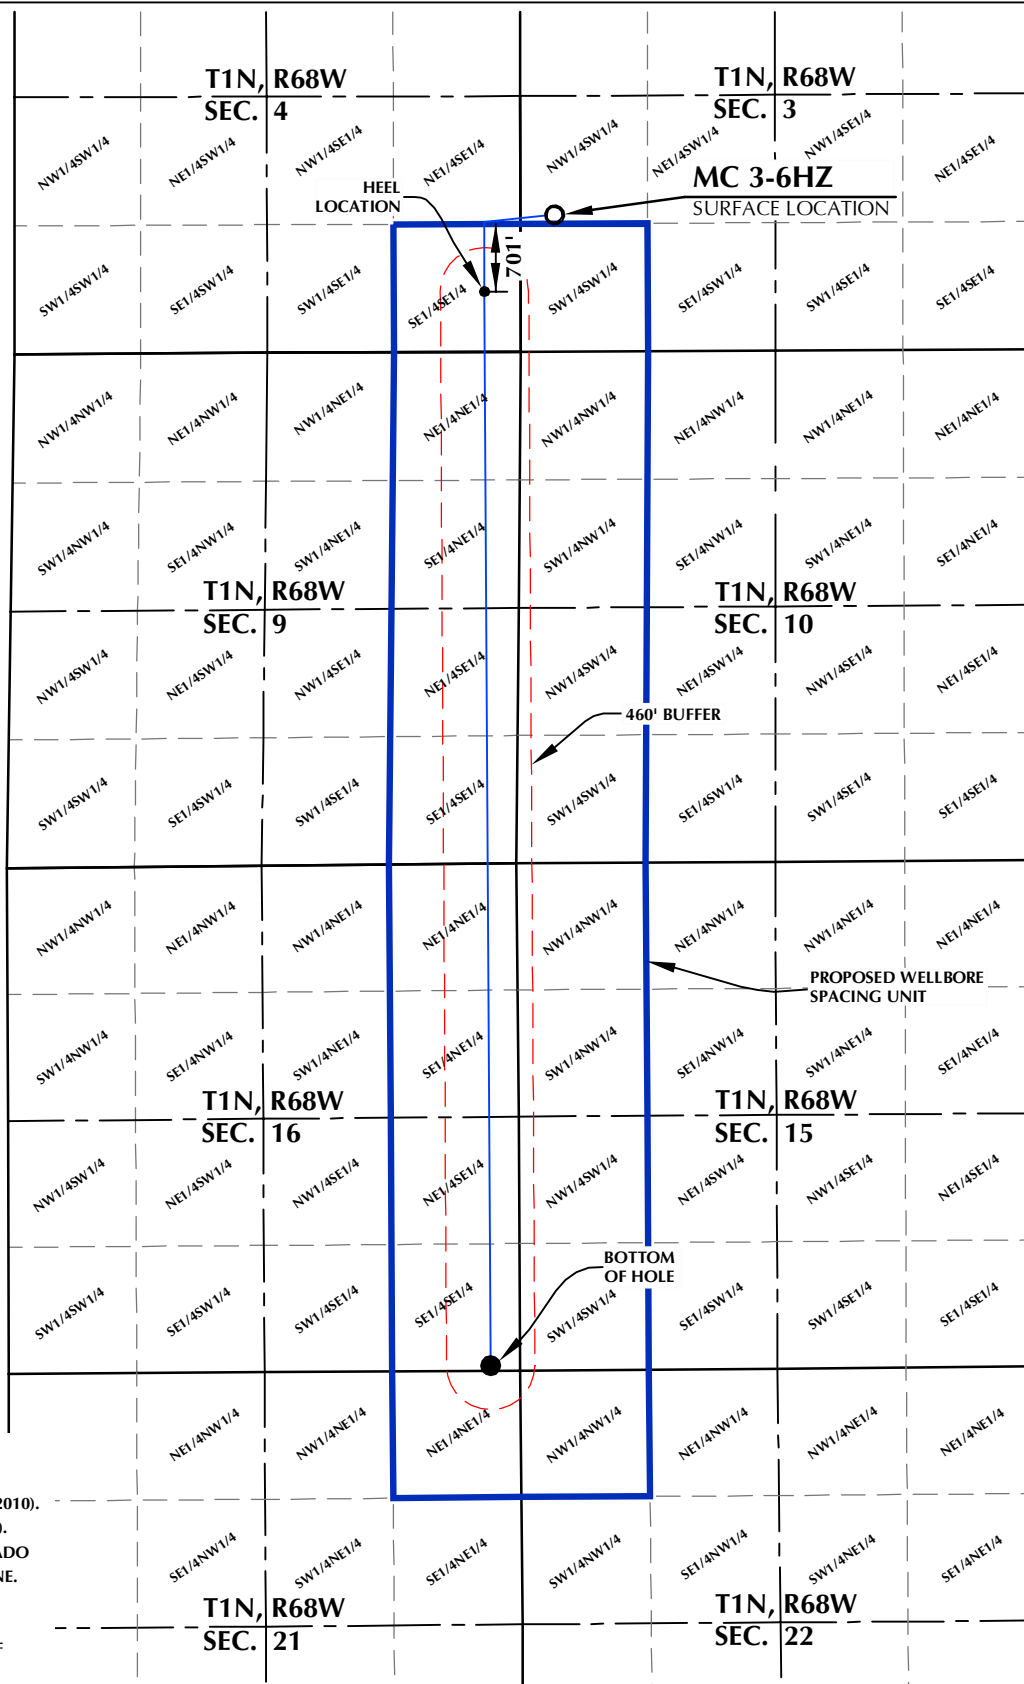 T1N, R68W
SEC. 4
T1N, R68W
SEC. 3
NW1/4SW1/4
NE1/4SW1/4
NW1/4SE1/4
NE1/4SE1/4
NW1/4SW1/4
NE1/4SW1/4
NW1/4SE1/4
NE1/4SE1/4
HEEL
LOCATION
MC 3-6HZ
SURFACE LOCATION
701'
SW1/4SW1/4
SE1/4SW1/4
SW1/4SE1/4
SE1/4SE1/4
SW1/4SW1/4
SE1/4SW1/4
SW1/4SE1/4
SE1/4SE1/4
NW1/4NW1/4
NE1/4NW1/4
NW1/4NE1/4
NE1/4NE1/4
NW1/4NW1/4
NE1/4NW1/4
NW1/4NE1/4
NE1/4NE1/4
SW1/4NW1/4
SE1/4NW1/4
SW1/4NE1/4
SE1/4NE1/4
SW1/4NW1/4
SE1/4NW1/4
SW1/4NE1/4
SE1/4NE1/4
T1N, R68W
SEC. 9
T1N, R68W
SEC. 10
NW1/4SW1/4
NE1/4SW1/4
NW1/4SE1/4
NE1/4SE1/4
NW1/4SW1/4
NE1/4SW1/4
NW1/4SE1/4
NE1/4SE1/4
460' BUFFER
SW1/4SW1/4
SE1/4SW1/4
SW1/4SE1/4
SE1/4SE1/4
SW1/4SW1/4
SE1/4SW1/4
SW1/4SE1/4
SE1/4SE1/4
NW1/4NW1/4
NE1/4NW1/4
NW1/4NE1/4
NE1/4NE1/4
NW1/4NW1/4
NE1/4NW1/4
NW1/4NE1/4
NE1/4NE1/4
PROPOSED WELLBORE
SPACING UNIT
SW1/4NW1/4
SE1/4NW1/4
SW1/4NE1/4
SE1/4NE1/4
SW1/4NW1/4
SE1/4NW1/4
SW1/4NE1/4
SE1/4NE1/4
T1N, R68W
SEC. 16
T1N, R68W
SEC. 15
NW1/4SW1/4
NE1/4SW1/4
NW1/4SE1/4
NE1/4SE1/4
NW1/4SW1/4
NE1/4SW1/4
NW1/4SE1/4
NE1/4SE1/4
BOTTOM
OF HOLE
SW1/4SW1/4
SE1/4SW1/4
SW1/4SE1/4
SE1/4SE1/4
SW1/4SW1/4
SE1/4SW1/4
SW1/4SE1/4
SE1/4SE1/4
NE1/4NW1/4
NW1/4NE1/4
NE1/4NE1/4
NW1/4NW1/4
NE1/4NW1/4
NW1/4NE1/4
NE1/4NE1/4
2010).
).
ADO
NE.
SE1/4NW1/4
SW1/4NE1/4
SE1/4NE1/4
SW1/4NW1/4
SE1/4NW1/4
SW1/4NE1/4
SE1/4NE1/4
T1N, R68W
SEC. 21
T1N, R68W
SEC. 22